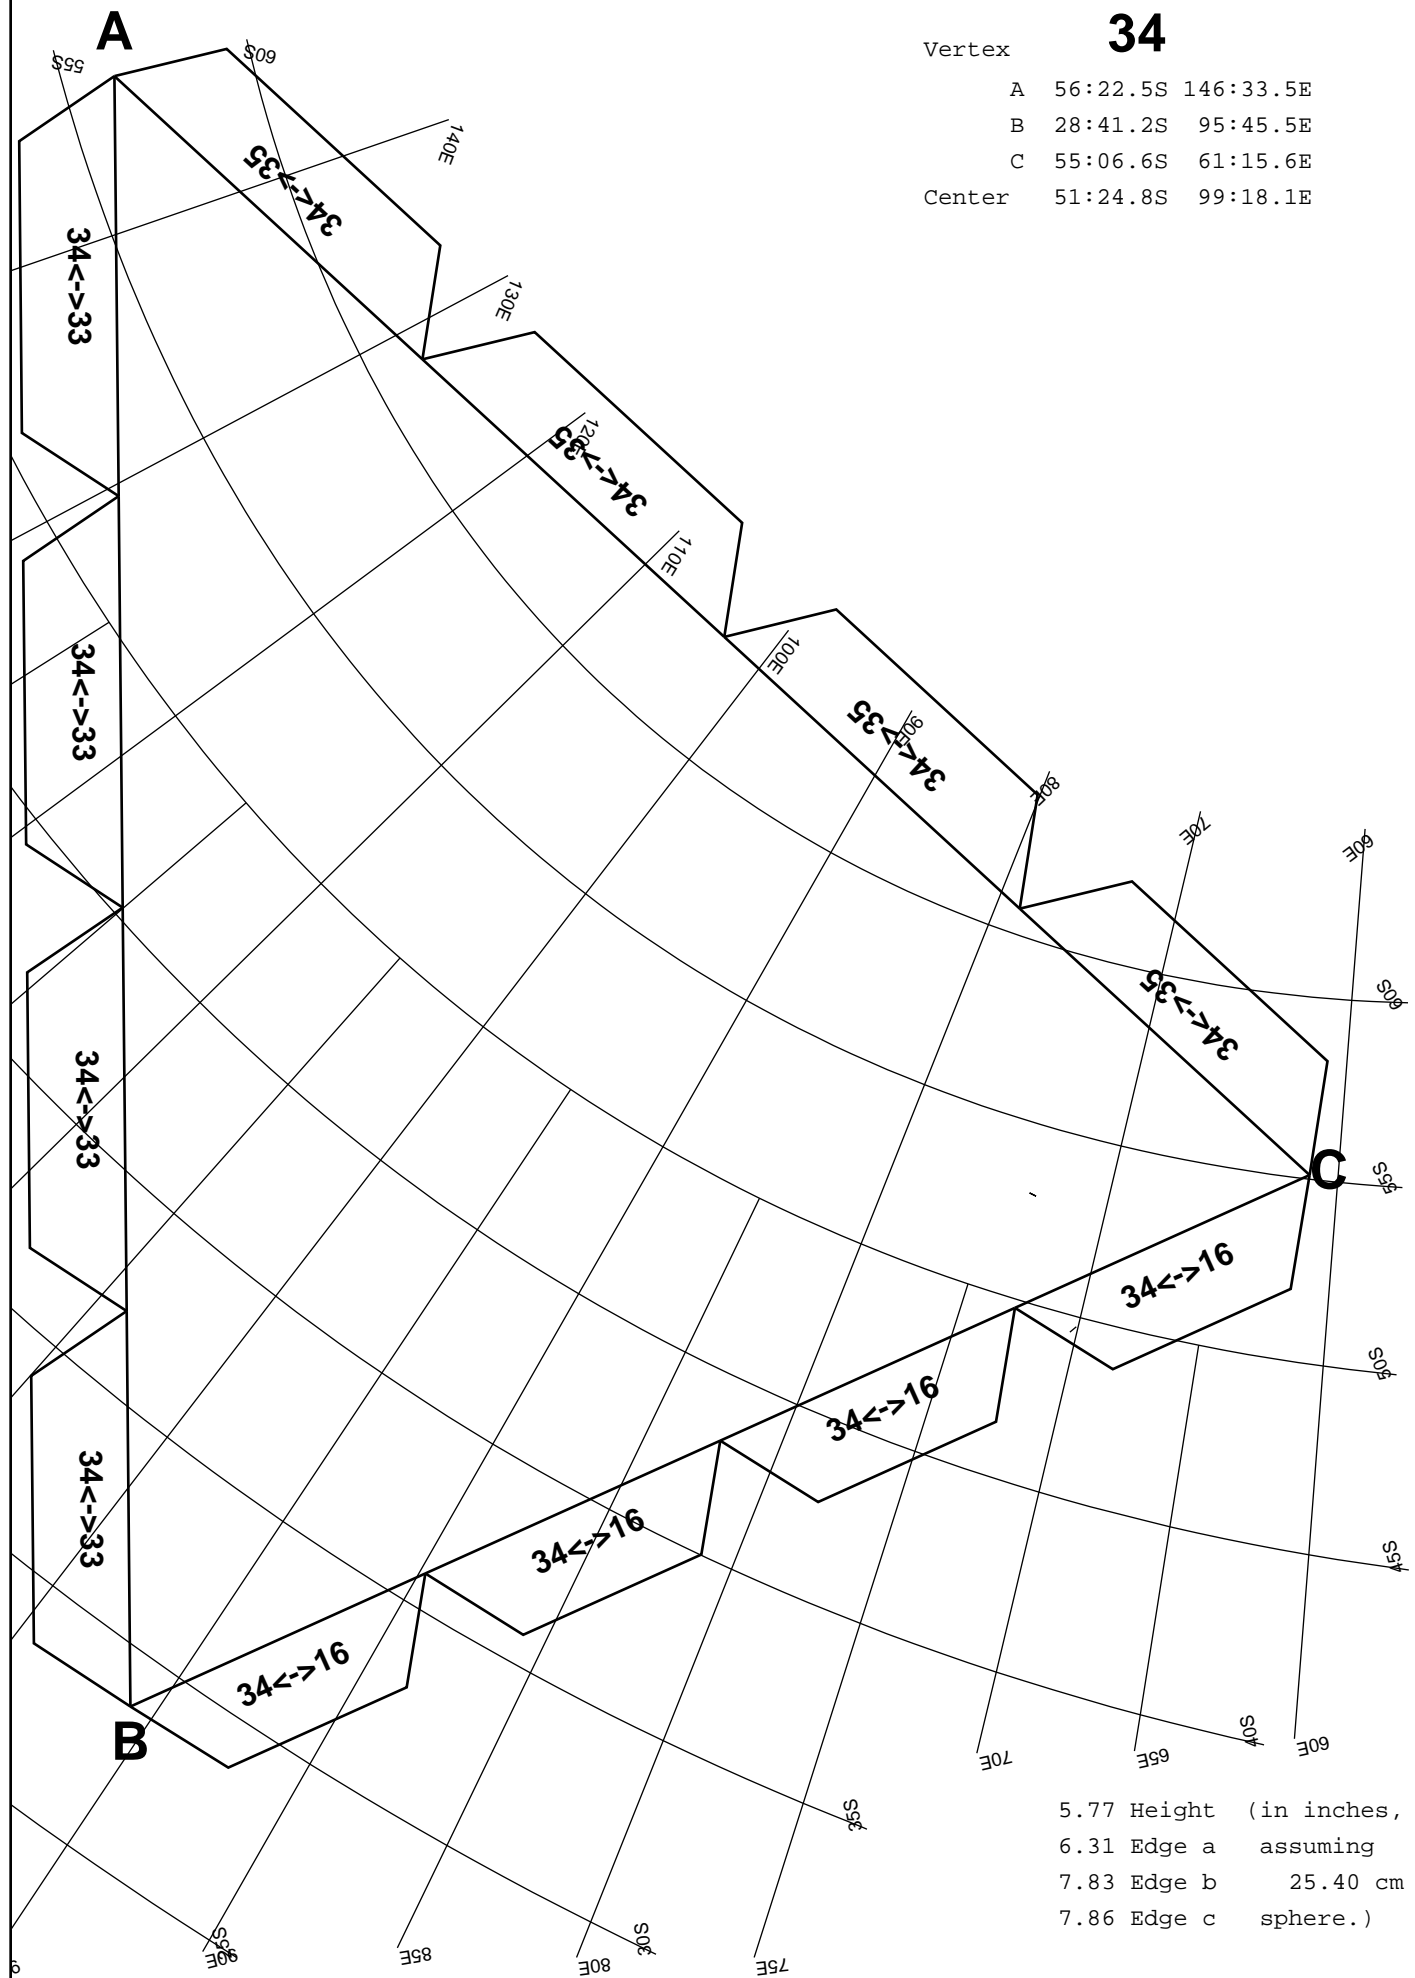 A
55S
60S
Vertex 34
A 56:22.5S 146:33.5E
B 28:41.2S 95:45.5E
C 55:06.6S 61:15.6E
Center 51:24.8S 99:18.1E
140E
34<->35
34<->33
130E
120E
34<->35
110E
34<->33
100E
34<->35
90E
80E
70E
60E
34<->35
60S
34<->33
C
55S
34<->16
50S
34<->16
45S
34<->33
34<->16
34<->16
B
40S
60E
65E
70E
35S
30S
25S
90E
85E
80E
75E
9
5.77 Height (in inches,
6.31 Edge a assuming
7.83 Edge b 25.40 cm
7.86 Edge c sphere.)